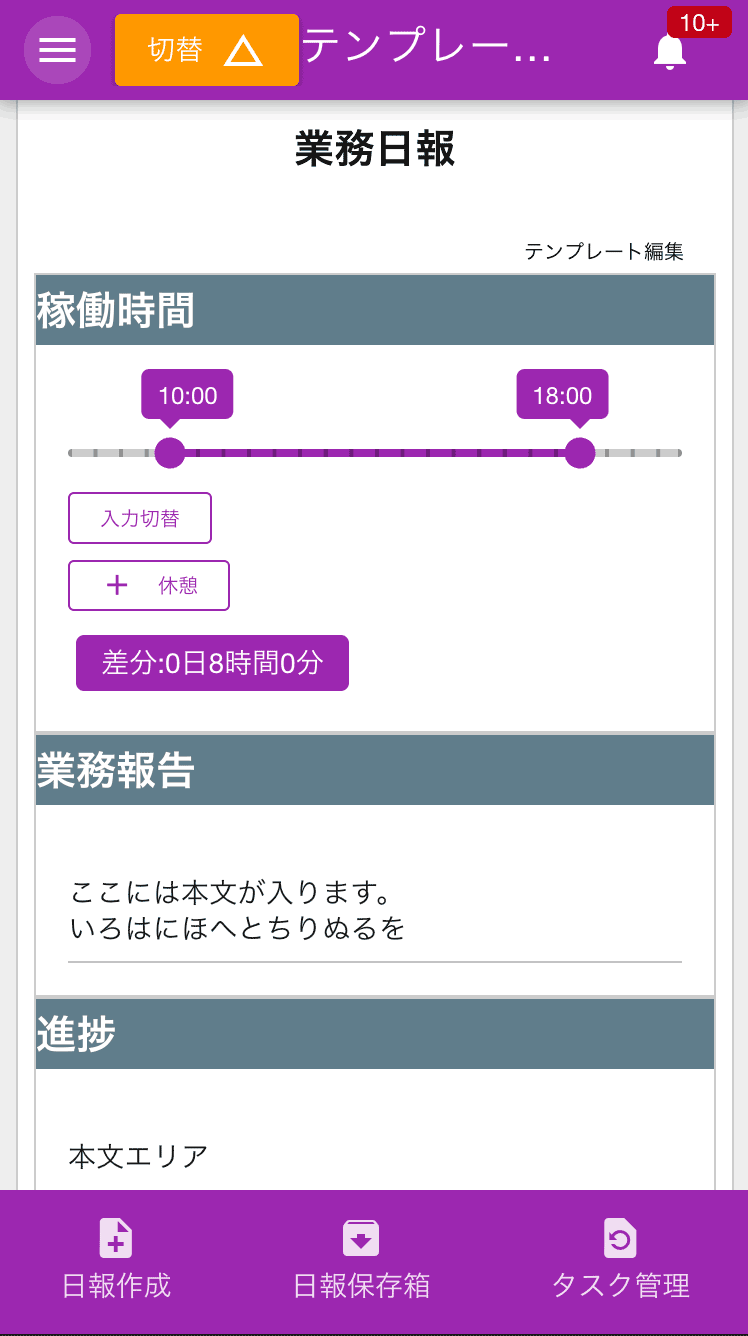 切替
テンプレー...
10+
業務日報
テンプレート編集
稼働時間
10:00
18:00
入力切替
+ 休憩
差分:0日8時間0分
業務報告
ここには本文が入ります。
いろはにほへとちりぬるを
進捗
本文エリア
日報作成
日報保存箱
タスク管理